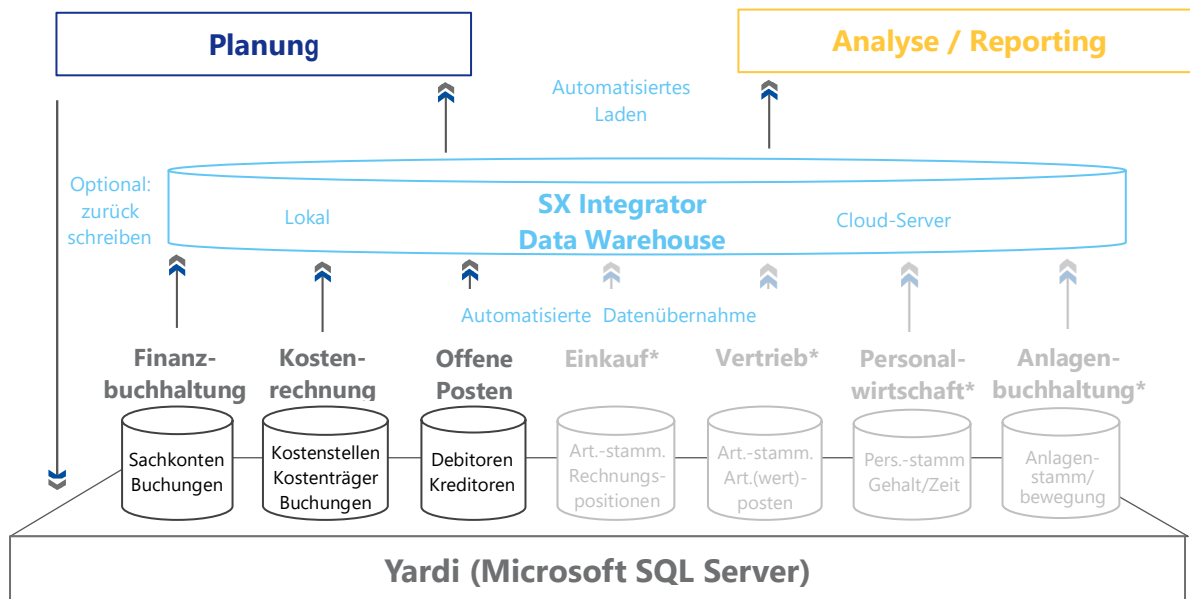 Planung
Analyse / Reporting
Automatisiertes
Laden
Optional:
zurück
schreiben
Lokal
SX Integrator
Data Warehouse
Cloud-Server
Automatisierte Datenübernahme
Finanz-
buchhaltung
Kosten-
rechnung
Offene
Posten
Einkauf*
Vertrieb*
Personal-
wirtschaft*
Anlagen-
buchhaltung*
Sachkonten
Buchungen
Kostenstellen
Kostenträger
Buchungen
Debitoren
Kreditoren
Art.-stamm.
Rechnungs-
positionen
Art.-stamm.
Art.(wert)-
posten
Pers.-stamm
Gehalt/Zeit
Anlagen-
stamm/
bewegung
Yardi (Microsoft SQL Server)